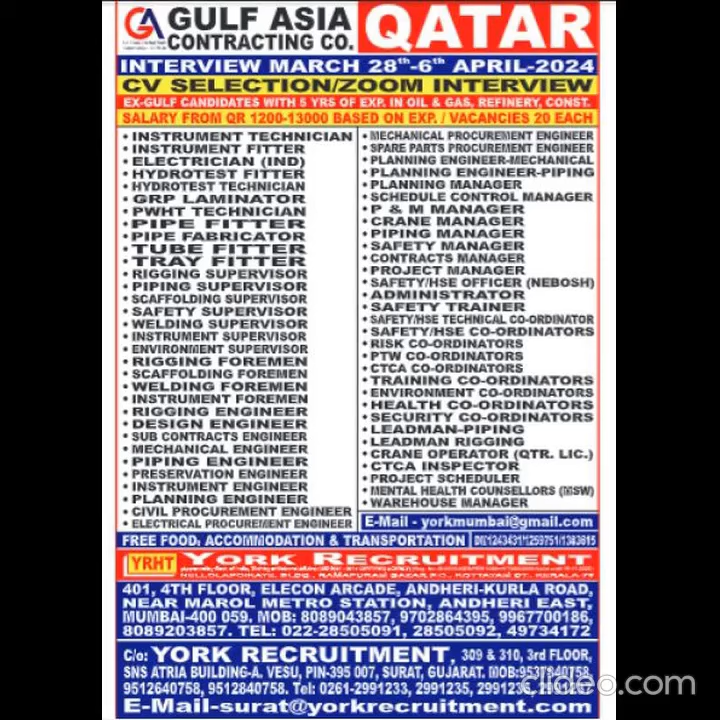 GULF ASIA
CONTRACTING CO.
QATAR
INTERVIEW MARCH 28th-6th APRIL-2024
CV SELECTION/ZOOM INTERVIEW
EX-GULF CANDIDATES WITH 5 YRS OF EXP. IN OIL & GAS, REFINERY, CONST.
SALARY FROM QR 1200-13000 BASED ON EXP. / VACANCIES 20 EACH
• INSTRUMENT TECHNICIAN
• INSTRUMENT FITTER
• ELECTRICIAN (IND)
• HYDROTEST FITTER
• HYDROTEST TECHNICIAN
• GRP LAMINATOR
• PWHT TECHNICIAN
• PIPE FITTER
• PIPE FABRICATOR
• TUBE FITTER
• TRAY FITTER
• RIGGING SUPERVISOR
• PIPING SUPERVISOR
• SCAFFOLDING SUPERVISOR
• SAFETY SUPERVISOR
• WELDING SUPERVISOR
• INSTRUMENT SUPERVISOR
• ENVIRONMENT SUPERVISOR
• RIGGING FOREMEN
• SCAFFOLDING FOREMEN
• WELDING FOREMEN
• INSTRUMENT FOREMEN
• RIGGING ENGINEER
• DESIGN ENGINEER
• SUB CONTRACTS ENGINEER
• MECHANICAL ENGINEER
• PIPING ENGINEER
• PRESERVATION ENGINEER
• INSTRUMENT ENGINEER
• PLANNING ENGINEER
• CIVIL PROCUREMENT ENGINEER
• ELECTRICAL PROCUREMENT ENGINEER
• MECHANICAL PROCUREMENT ENGINEER
• SPARE PARTS PROCUREMENT ENGINEER
• PLANNING ENGINEER-MECHANICAL
• PLANNING ENGINEER-PIPING
• PLANNING MANAGER
• SCHEDULE CONTROL MANAGER
• P & M MANAGER
• CRANE MANAGER
• PIPING MANAGER
• SAFETY MANAGER
• CONTRACTS MANAGER
• PROJECT MANAGER
• SAFETY/HSE OFFICER (NEBOSH)
• ADMINISTRATOR
• SAFETY TRAINER
• SAFETY/HSE TECHNICAL CO-ORDINATOR
• SAFETY/HSE CO-ORDINATORS
• RISK CO-ORDINATORS
• PTW CO-ORDINATORS
• CTCA CO-ORDINATORS
• TRAINING CO-ORDINATORS
• ENVIRONMENT CO-ORDINATORS
• HEALTH CO-ORDINATORS
• SECURITY CO-ORDINATORS
• LEADMAN-PIPING
• LEADMAN RIGGING
• CRANE OPERATOR (QTR. LIC.)
• CTCA INSPECTOR
• PROJECT SCHEDULER
• MENTAL HEALTH COUNSELLORS (MSW)
• WAREHOUSE MANAGER
E-Mail - yorkmumbai@gmail.com
FREE FOOD, ACCOMMODATION & TRANSPORTATION
YRHT YORK RECRUITMENT
401, 4TH FLOOR, ELECON ARCADE, ANDHERI-KURLA ROAD,
NEAR MAROL METRO STATION, ANDHERI EAST,
MUMBAI-400 059. MOB: 8089043857, 9702864395, 9967700186,
8089203857. TEL: 022-28505091, 28505092, 49734172
C/o: YORK RECRUITMENT, 309 & 310, 3rd FLOOR,
SNS ATRIA BUILDING-A. VESU, PIN-395 007, SURAT, GUJARAT. MOB:
9512640758, 9512840758. Tel: 0261-2991233, 2991235,
E-Mail-surat@yorkrecruitment.com
clideo.com